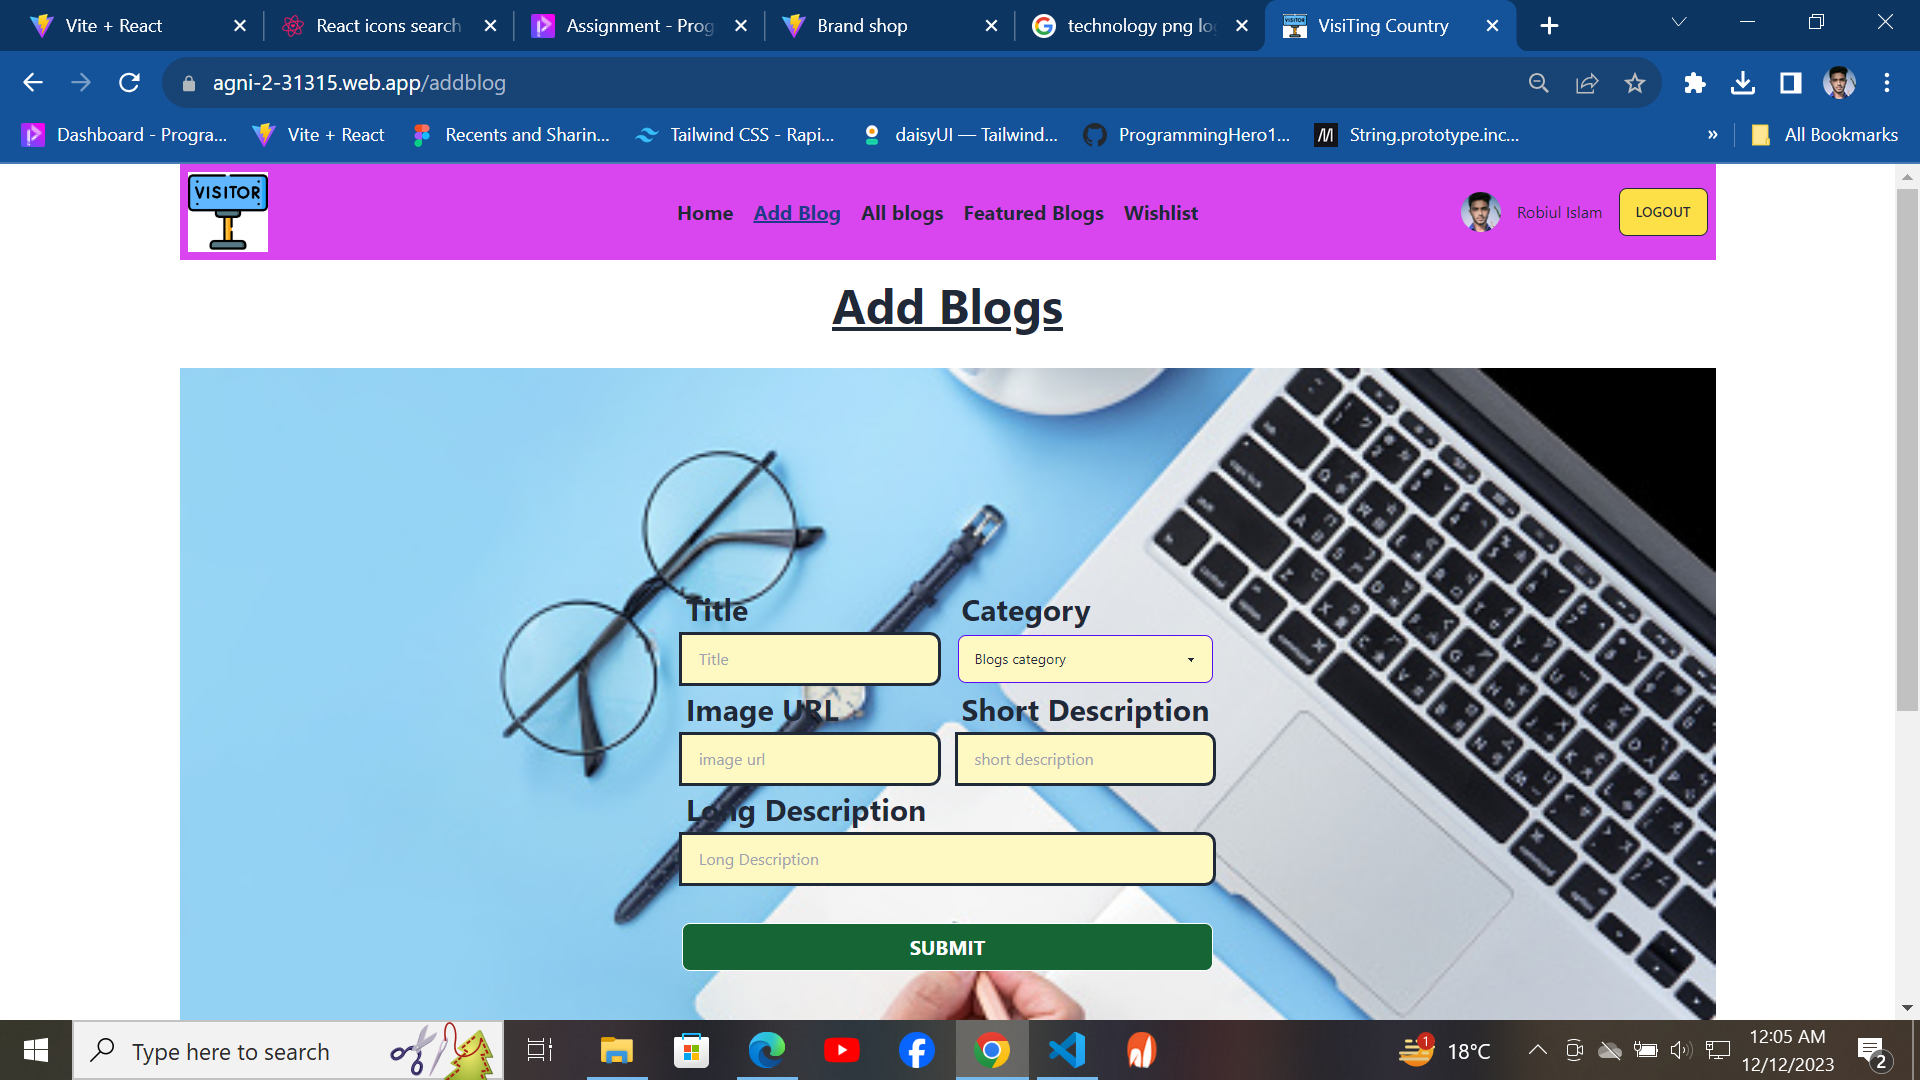 Vite + React
React icons search
Assignment - Prog
Brand shop
technology png lo
VisiTing Country
agni-2-31315.web.app/addblog
Dashboard - Progra...
Vite + React
Recents and Sharin...
Tailwind CSS - Rapi...
daisyUI — Tailwind...
ProgrammingHero1...
String.prototype.inc...
»
All Bookmarks
VISITOR
Home
Add Blog
All blogs
Featured Blogs
Wishlist
Robiul Islam
LOGOUT
Add Blogs
Title
Category
Title
Blogs category
Image URL
Short Description
image url
short description
Long Description
Long Description
SUBMIT
Type here to search
1
18°C
12:05 AM
12/12/2023
2